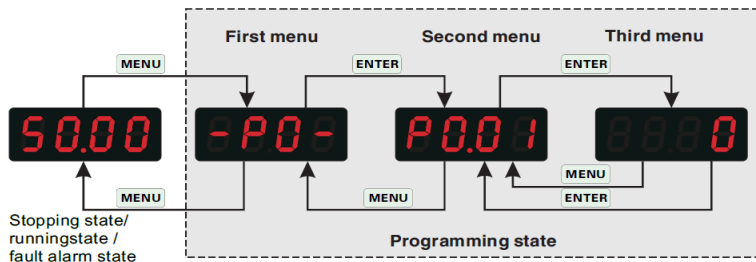 First menu
Second menu
Third menu
MENU
ENTER
ENTER
50.00
-P0-
P0.01
0
MENU
MENU
MENU
ENTER
Stopping state/
runningstate /
fault alarm state
Programming state